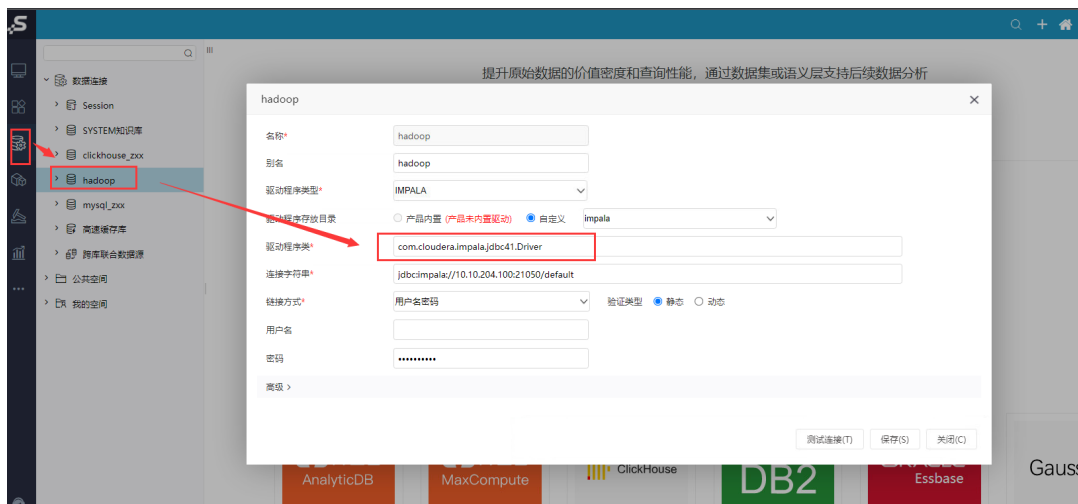 提升原始数据的价值密度和查询性能，通过数据集或语义层支持后续数据分析
数据连接
Session
SYSTEM知识库
clickhouse_zxx
hadoop
mysql_zxx
高速缓存库
跨库联合数据源
公共空间
我的空间
hadoop
名称* hadoop
别名 hadoop
驱动程序类型* IMPALA
驱动程序存放目录 产品内置 (产品未内置驱动) 自定义 impala
驱动程序类* com.cloudera.impala.jdbc41.Driver
连接字符串* jdbc:impala://10.10.204.100:21050/default
链接方式* 用户名密码 验证类型 静态 动态
用户名
密码 ••••••••••
高级 >
测试连接(T) 保存(S) 关闭(C)
AnalyticDB
MaxCompute
ClickHouse
DB2
Essbase
Gauss